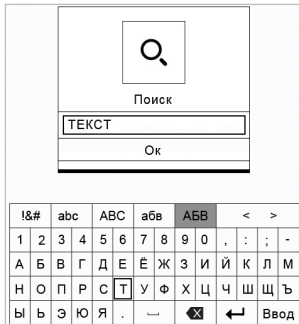 Поиск
ТЕКСТ
Ок
!&# abc ABC абв АБВ < >
1 2 3 4 5 6 7 8 9 0 , : ; -
А Б В Г Д Е Ё Ж З И Й К Л М
Н О П Р С Т У Ф Х Ц Ч Ш Щ Ъ
Ы Ь Э Ю Я . Ввод